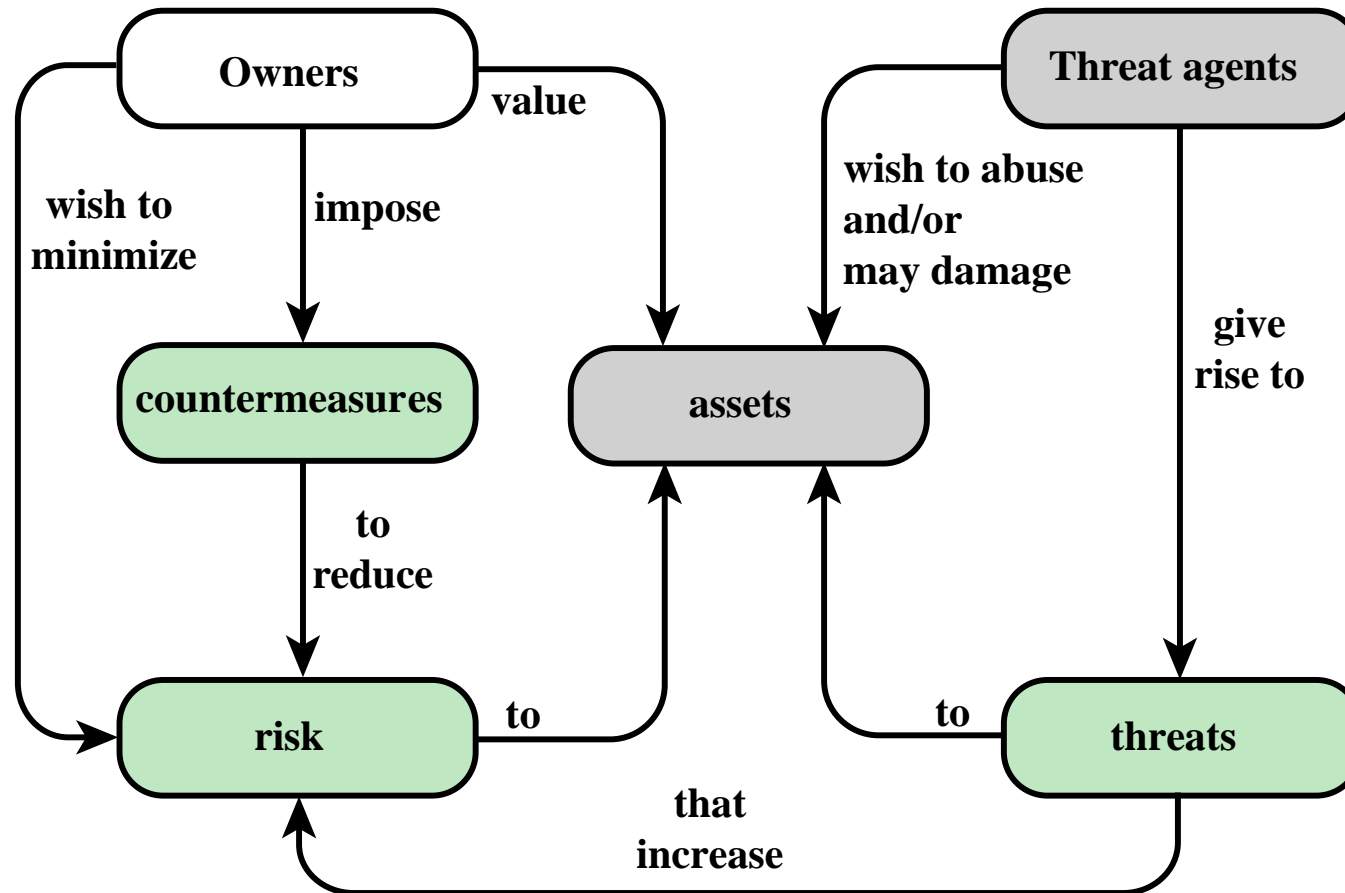 Owners
Threat agents
value
wish to
minimize
impose
wish to abuse
and/or
may damage
give
rise to
countermeasures
assets
to
reduce
risk
to
to
threats
that
increase